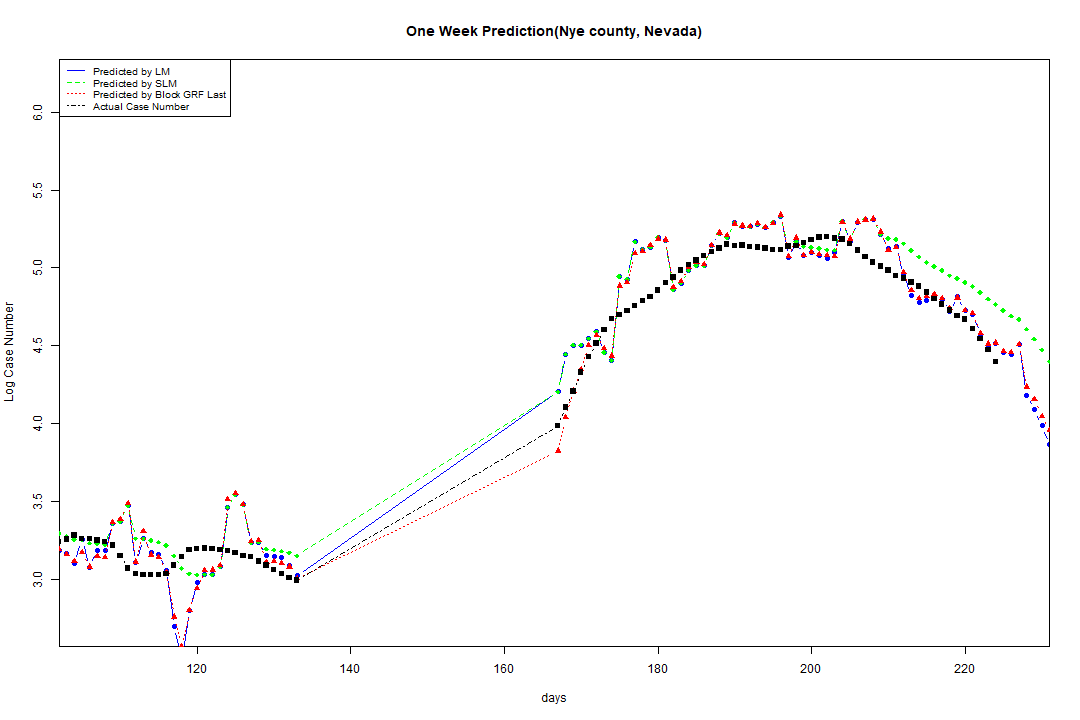 One Week Prediction(Nye county, Nevada)
Predicted by LM
Predicted by SLM
Predicted by Block GRF Last
Actual Case Number
Log Case Number
6.0
5.5
5.0
4.5
4.0
3.5
3.0
120 140 160 180 200 220
days